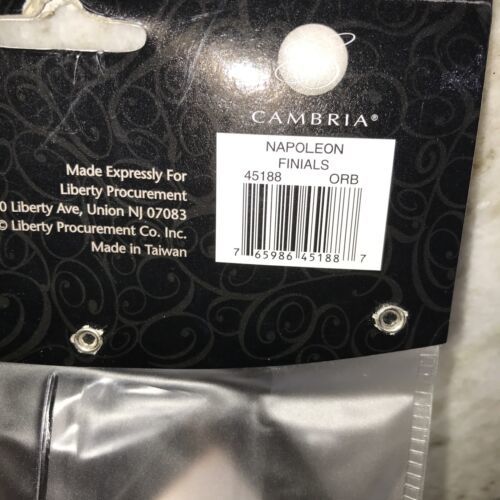 CAMBRIA®
NAPOLEON
FINIALS
45188 ORB
7 65986 45188 7
Made Expressly For
Liberty Procurement
0 Liberty Ave, Union NJ 07083
© Liberty Procurement Co. Inc.
Made in Taiwan